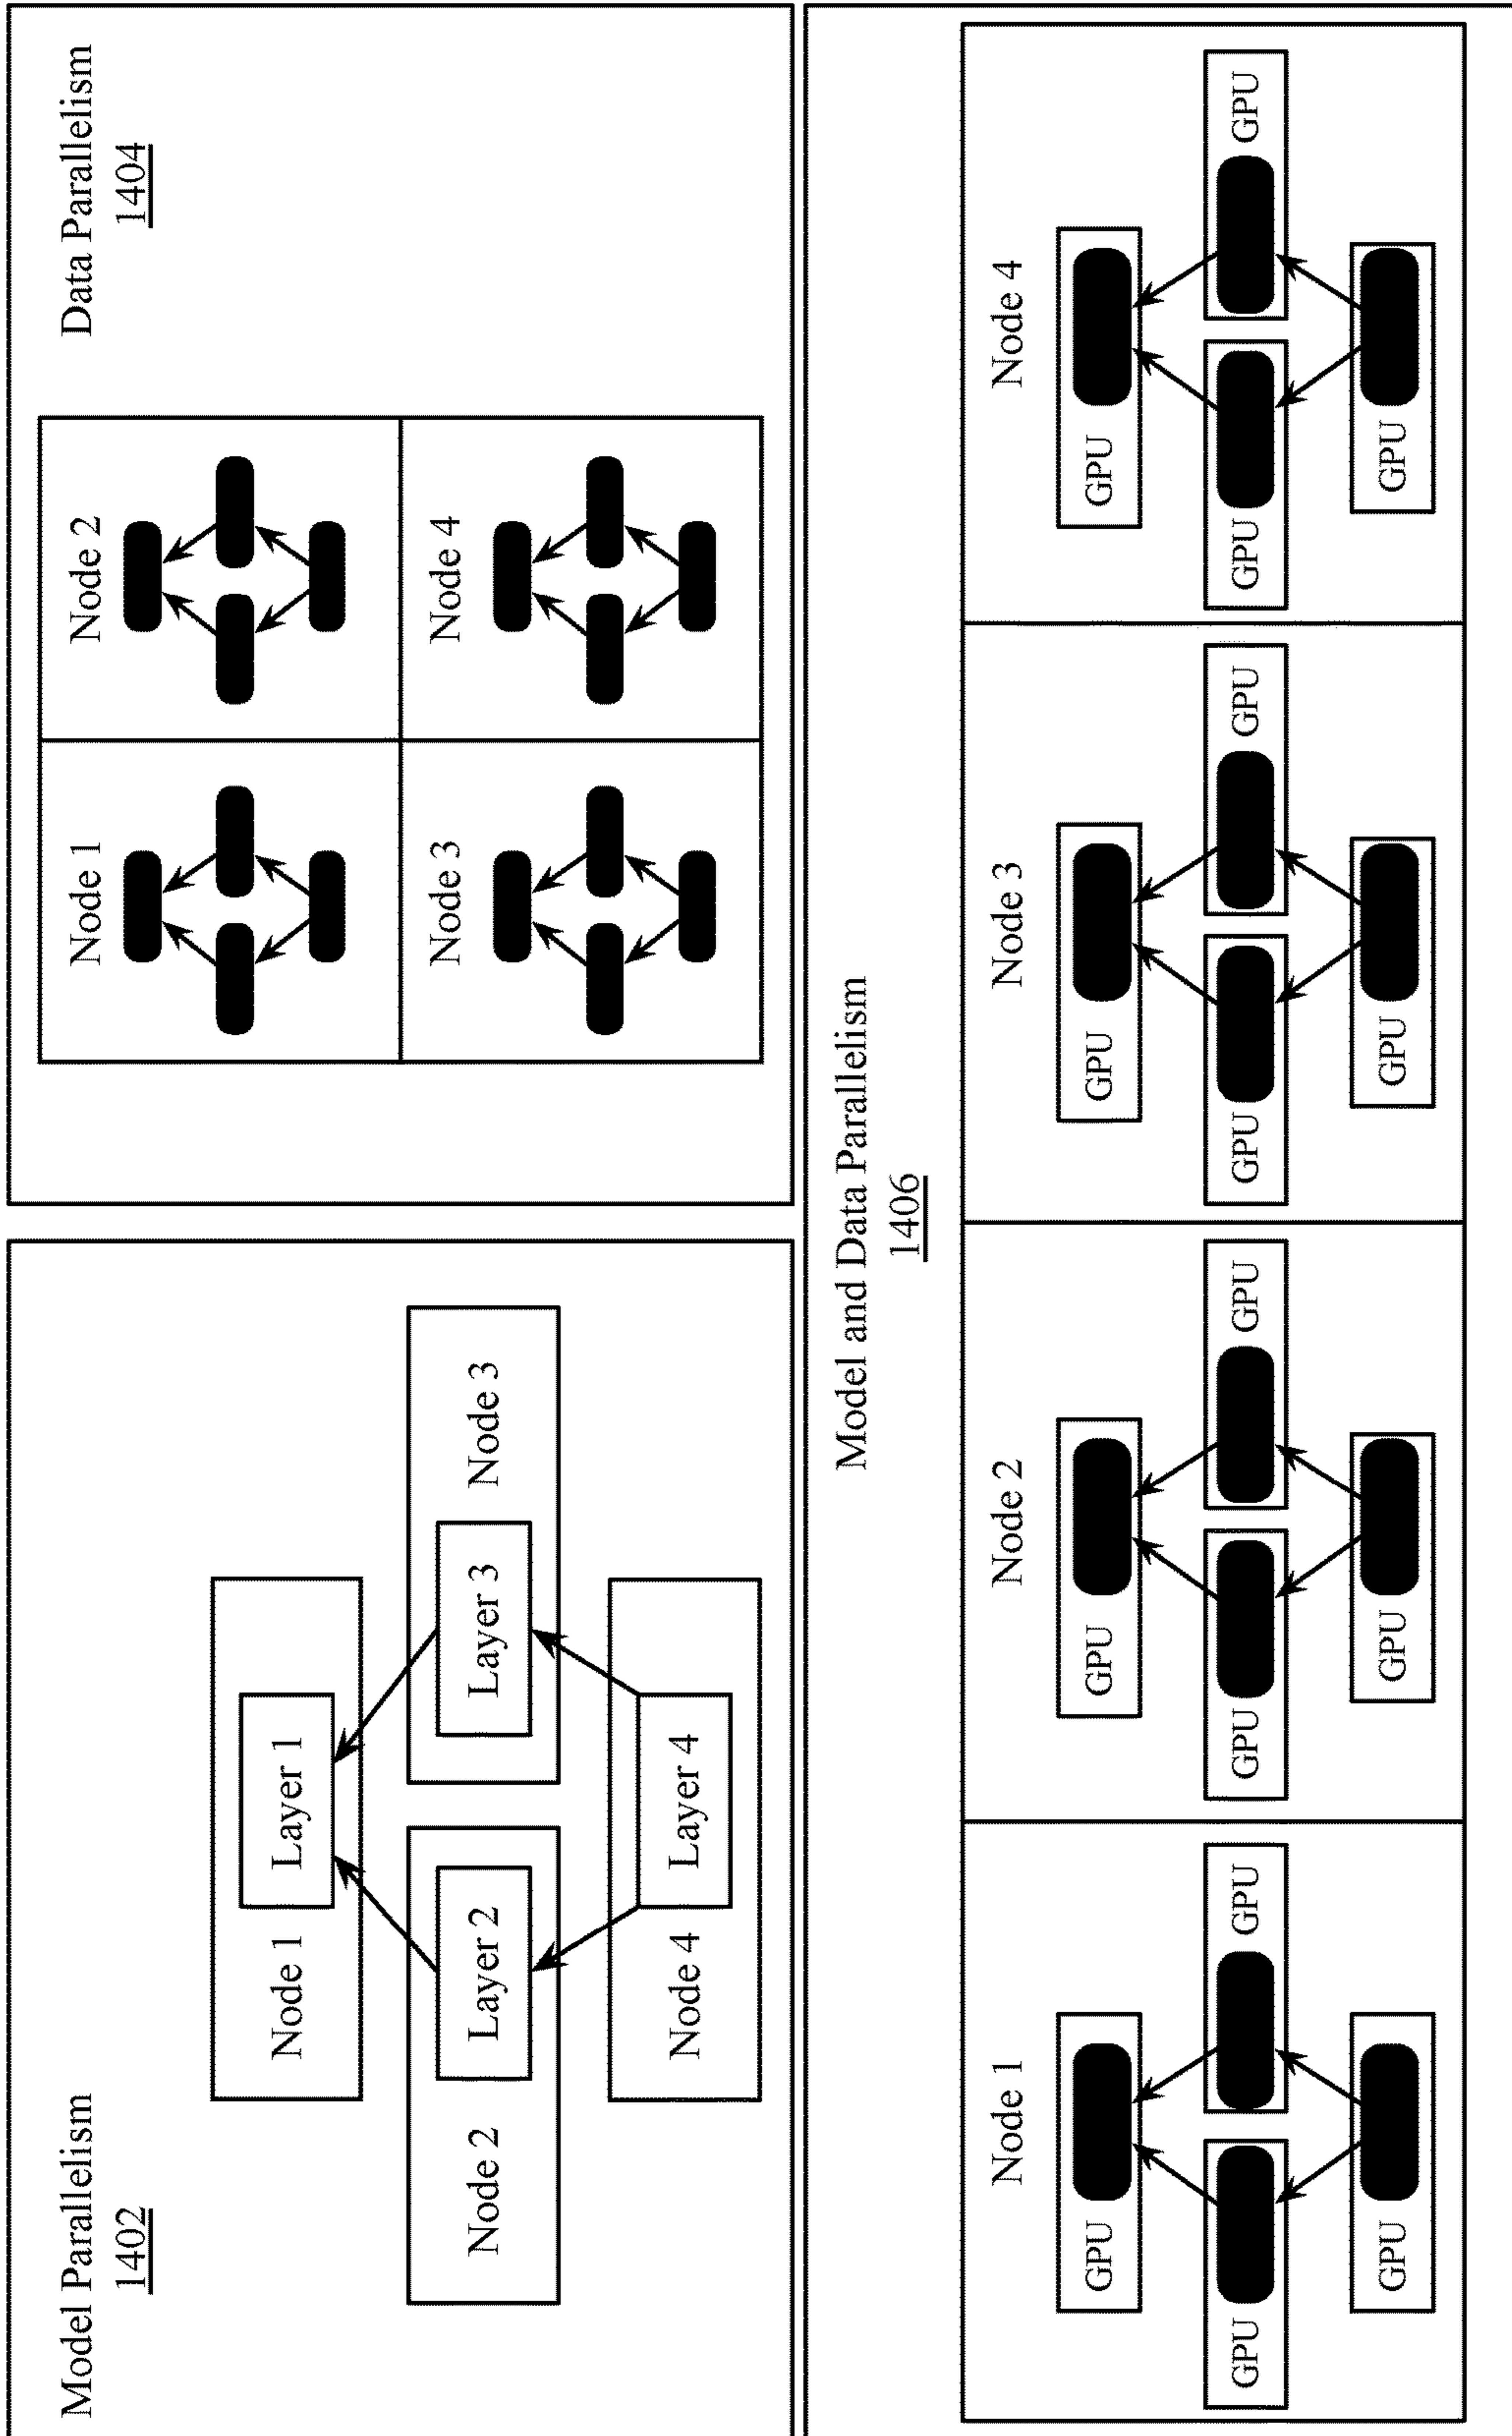 Model Parallelism
1402
Node 1
Layer 1
Node 2
Layer 2
Layer 3
Node 3
Node 4
Layer 4
Data Parallelism
1404
Node 1
Node 2
Node 3
Node 4
Model and Data Parallelism
1406
Node 1
GPU
GPU
GPU
GPU
Node 2
GPU
GPU
GPU
GPU
Node 3
GPU
GPU
GPU
GPU
Node 4
GPU
GPU
GPU
GPU